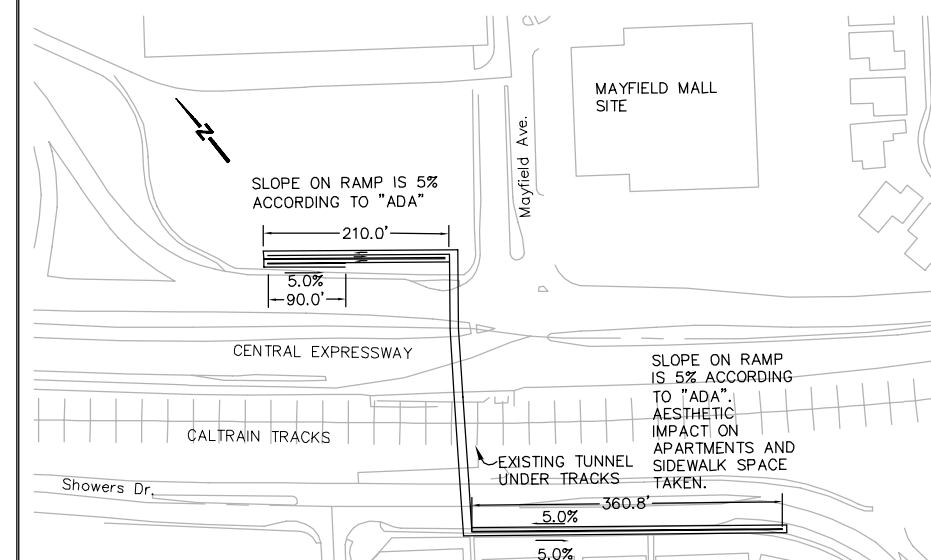 MAYFIELD MALL
SITE
Mayfield Ave.
N
SLOPE ON RAMP IS 5%
ACCORDING TO "ADA"
210.0'
5.0%
90.0'
CENTRAL EXPRESSWAY
SLOPE ON RAMP
IS 5% ACCORDING
TO "ADA".
AESTHETIC
IMPACT ON
APARTMENTS AND
SIDEWALK SPACE
TAKEN.
CALTRAIN TRACKS
EXISTING TUNNEL
UNDER TRACKS
Showers Dr.
360.8'
5.0%
5.0%